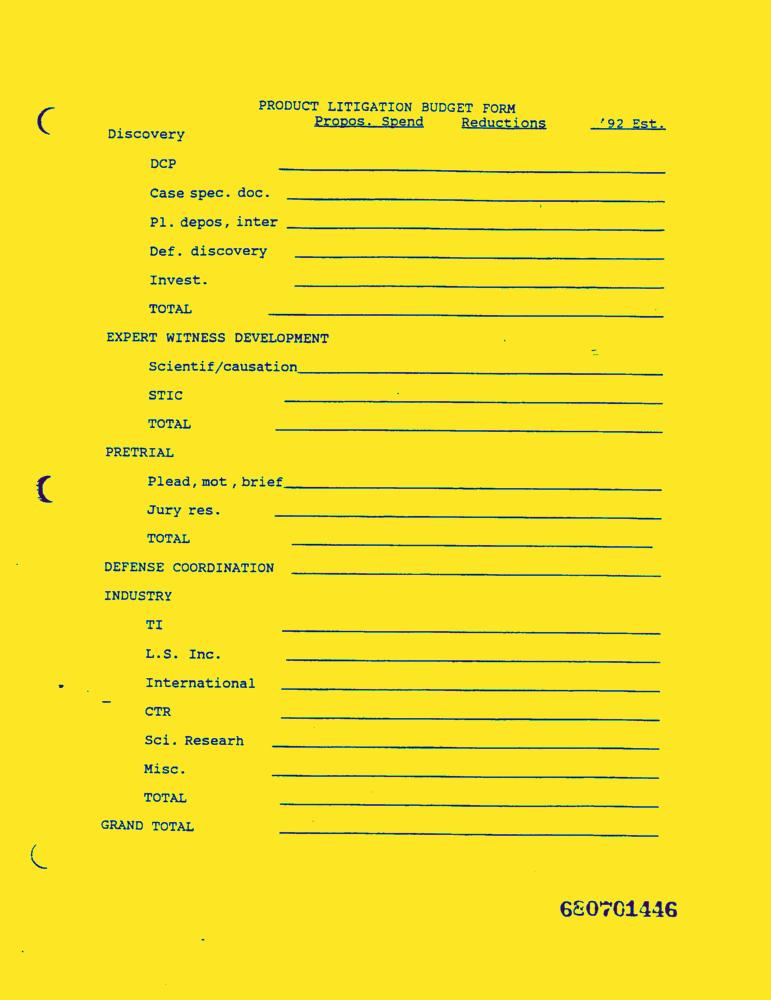 PRODUCT LITIGATION BUDGET FORM
Propos. Spend Reductions '92 Est.
Discovery
DCP
Case spec. doc.
Pl. depos, inter
Def. discovery
Invest.
TOTAL
EXPERT WITNESS DEVELOPMENT
Scientif/causation
STIC
TOTAL
PRETRIAL
Plead, mot , brief
Jury res.
TOTAL
DEFENSE COORDINATION
INDUSTRY
TI
L.S. Inc.
International
CTR
Sci. Researh
Misc.
TOTAL
GRAND TOTAL
680701446